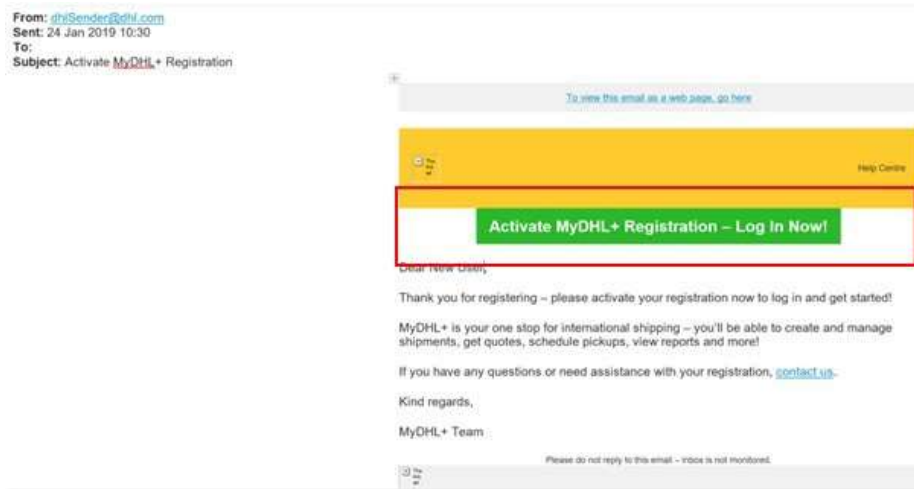 From: dhlSender@dhl.com
Sent: 24 Jan 2019 10:30
To:
Subject: Activate MyDHL+ Registration
To view this email as a web page, go here
Help Centre
Activate MyDHL+ Registration – Log In Now!
Dear New User,
Thank you for registering – please activate your registration now to log in and get started!
MyDHL+ is your one stop for international shipping – you'll be able to create and manage
shipments, get quotes, schedule pickups, view reports and more!
If you have any questions or need assistance with your registration, contact us.
Kind regards,
MyDHL+ Team
Please do not reply to this email – inbox is not monitored.